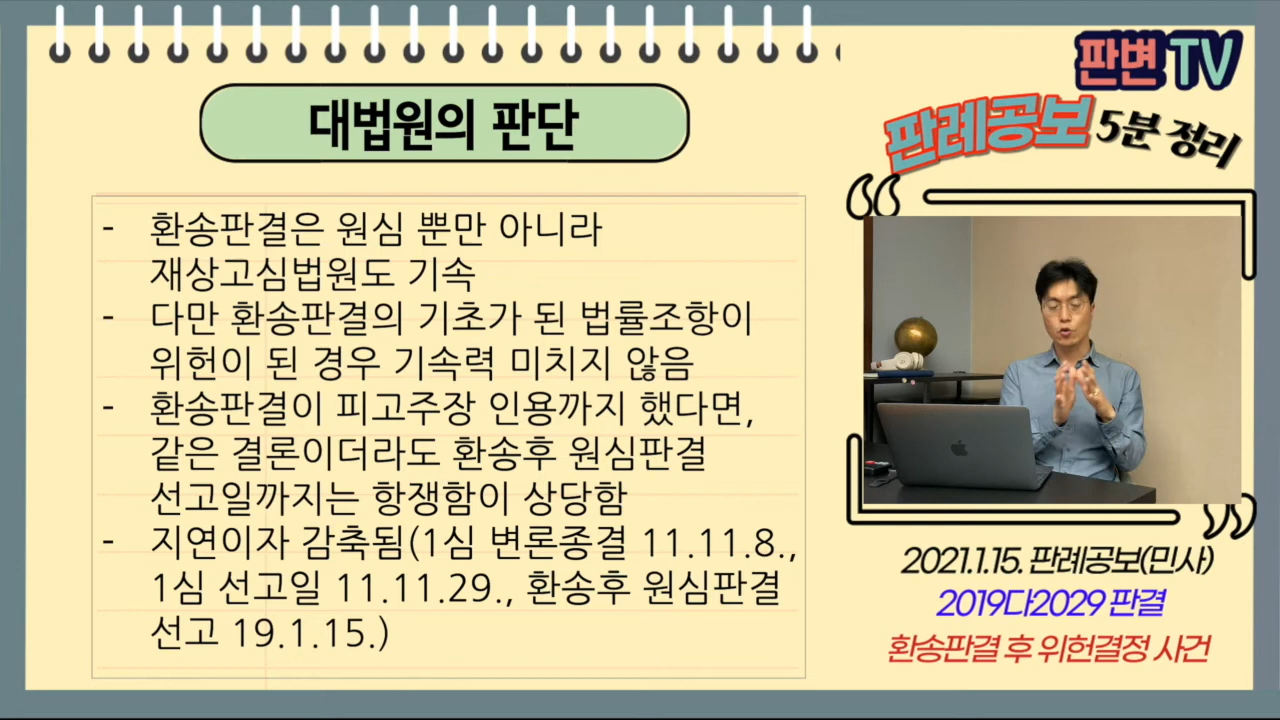 판변 TV
판례공보 5분 정리
대법원의 판단
- 환송판결은 원심 뿐만 아니라
재상고심법원도 기속
- 다만 환송판결의 기초가 된 법률조항이
위헌이 된 경우 기속력 미치지 않음
- 환송판결이 피고주장 인용까지 했다면,
같은 결론이더라도 환송후 원심판결
선고일까지는 항쟁함이 상당함
- 지연이자 감축됨(1심 변론종결 11.11.8.,
1심 선고일 11.11.29., 환송후 원심판결
선고 19.1.15.)
2021.1.15. 판례공보(민사)
2019다2029 판결
환송판결 후 위헌결정 사건